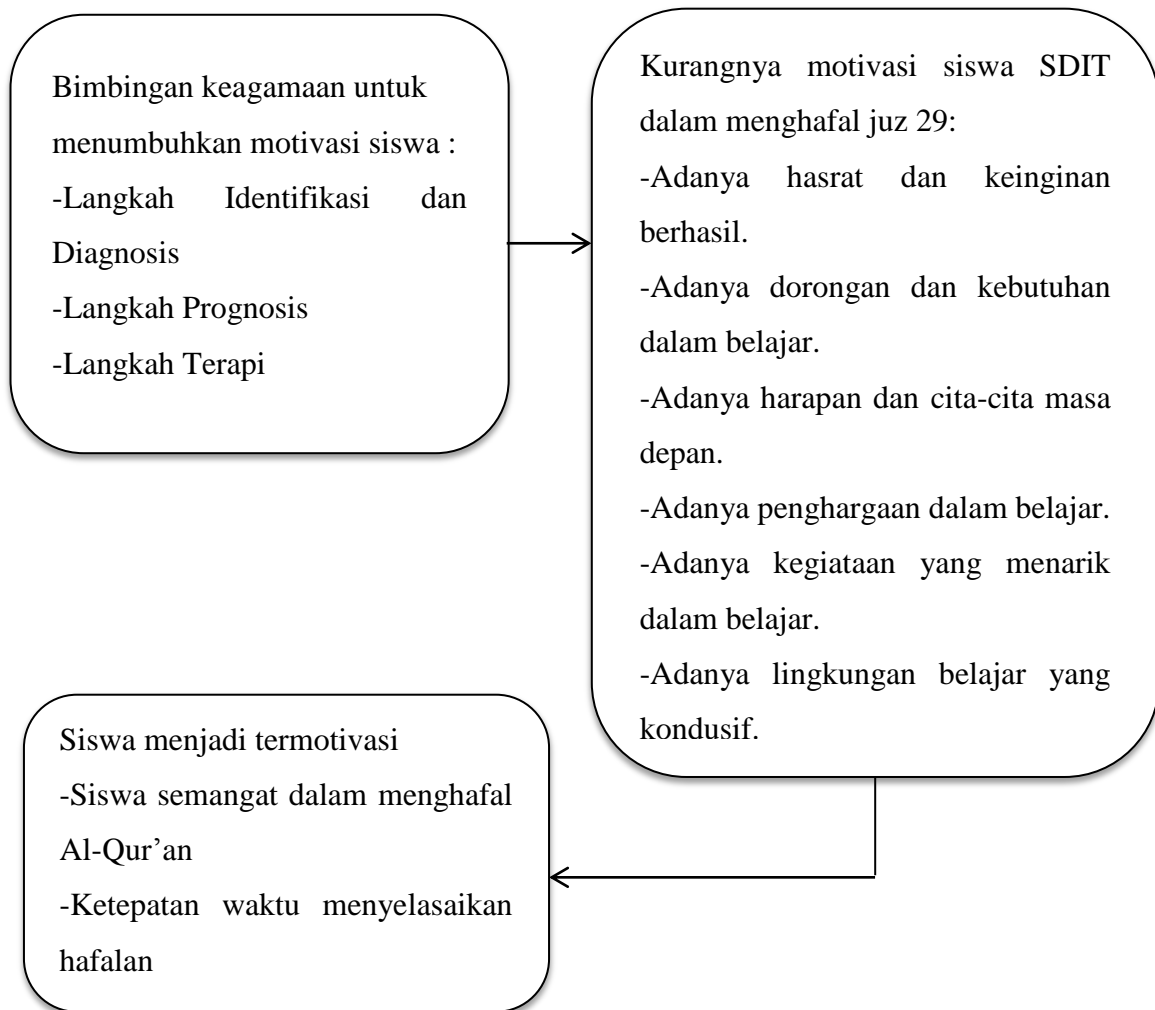 Bimbingan keagamaan untuk
menumbuhkan motivasi siswa :
-Langkah Identifikasi dan
Diagnosis
-Langkah Prognosis
-Langkah Terapi
Kurangnya motivasi siswa SDIT
dalam menghafal juz 29:
-Adanya hasrat dan keinginan
berhasil.
-Adanya dorongan dan kebutuhan
dalam belajar.
-Adanya harapan dan cita-cita masa
depan.
-Adanya penghargaan dalam belajar.
-Adanya kegiataan yang menarik
dalam belajar.
-Adanya lingkungan belajar yang
kondusif.
Siswa menjadi termotivasi
-Siswa semangat dalam menghafal
Al-Qur’an
-Ketepatan waktu menyelasaikan
hafalan